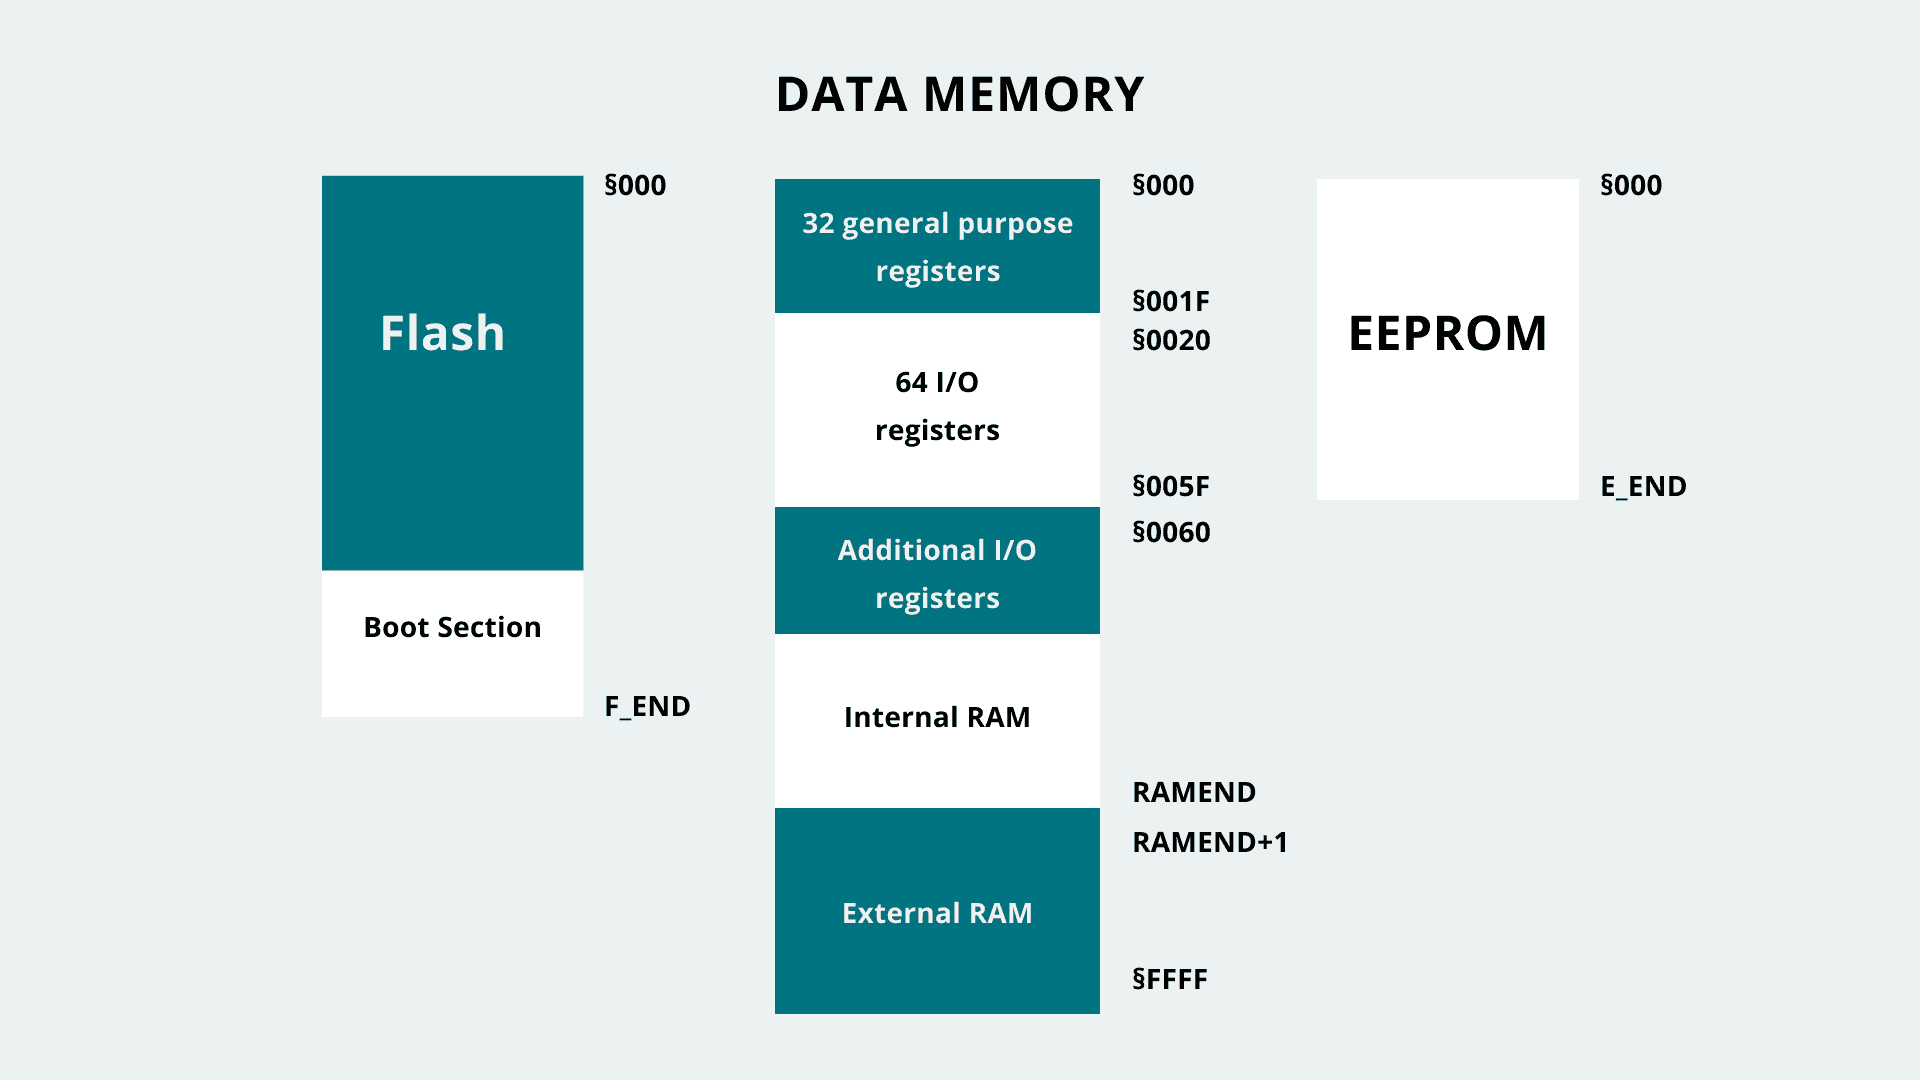 DATA MEMORY
§000
Flash
Boot Section
F_END
32 general purpose
registers
§000
§001F
§0020
64 I/O
registers
§005F
§0060
Additional I/O
registers
Internal RAM
RAMEND
RAMEND+1
External RAM
§FFFF
§000
EEPROM
E_END